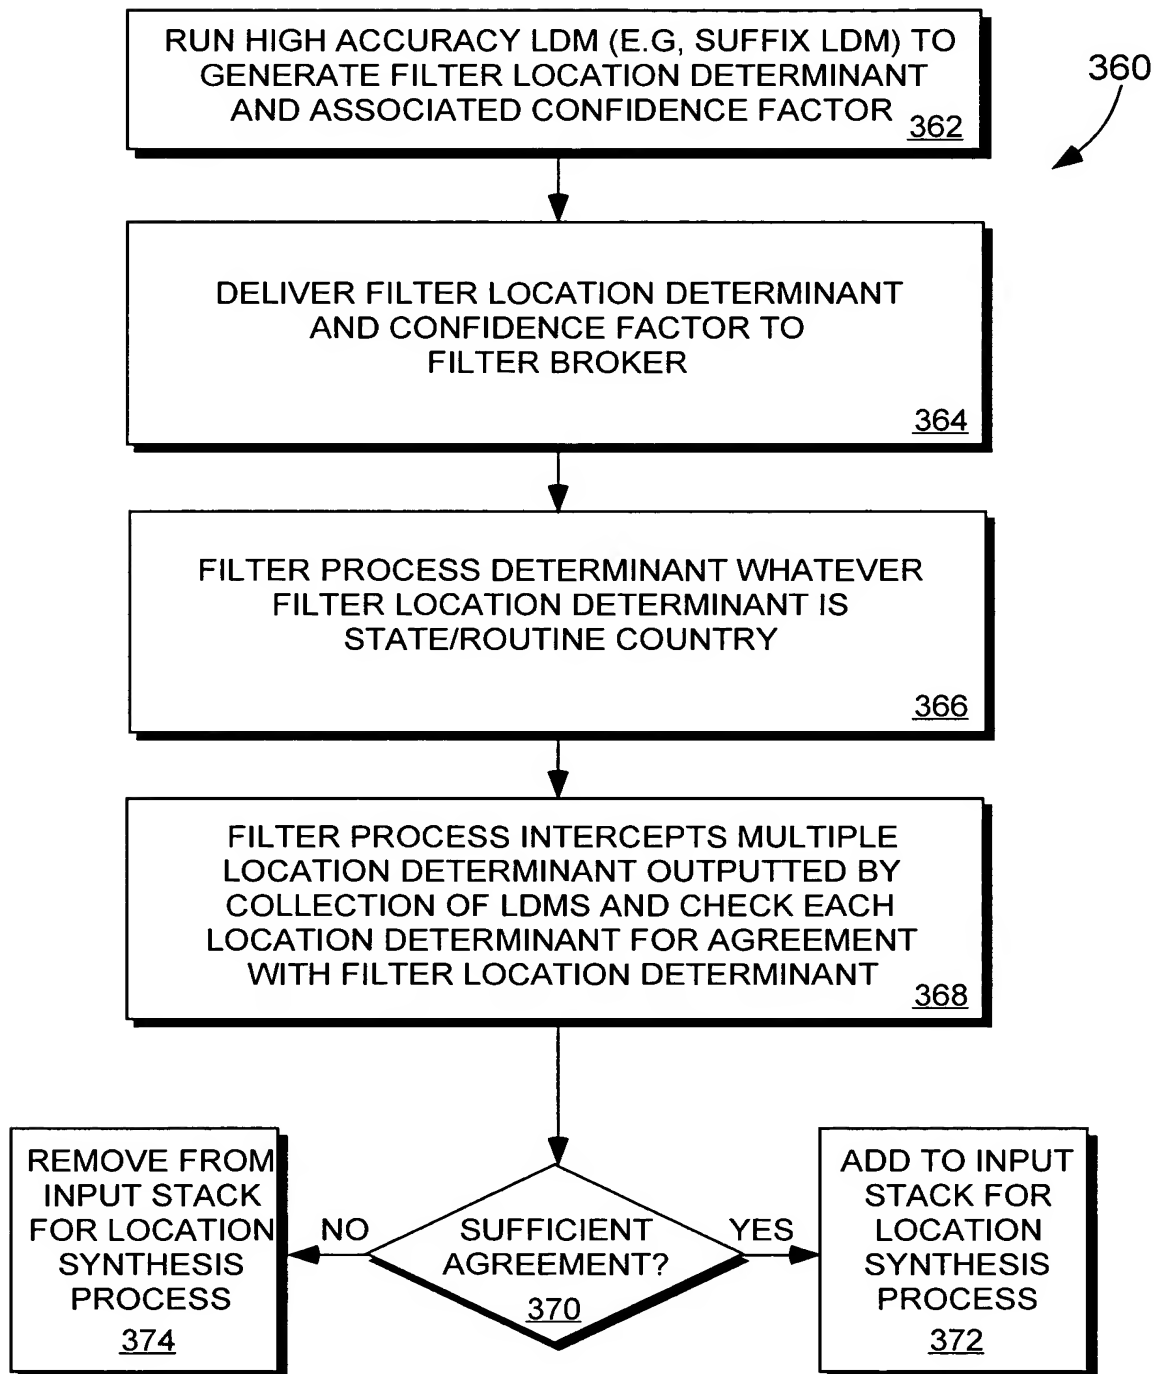 RUN HIGH ACCURACY LDM (E.G, SUFFIX LDM) TO
GENERATE FILTER LOCATION DETERMINANT
AND ASSOCIATED CONFIDENCE FACTOR
362
360
DELIVER FILTER LOCATION DETERMINANT
AND CONFIDENCE FACTOR TO
FILTER BROKER
364
FILTER PROCESS DETERMINANT WHATEVER
FILTER LOCATION DETERMINANT IS
STATE/ROUTINE COUNTRY
366
FILTER PROCESS INTERCEPTS MULTIPLE
LOCATION DETERMINANT OUTPUTTED BY
COLLECTION OF LDMS AND CHECK EACH
LOCATION DETERMINANT FOR AGREEMENT
WITH FILTER LOCATION DETERMINANT
368
REMOVE FROM
INPUT STACK
FOR LOCATION
SYNTHESIS
PROCESS
374
NO
SUFFICIENT
AGREEMENT?
370
YES
ADD TO INPUT
STACK FOR
LOCATION
SYNTHESIS
PROCESS
372